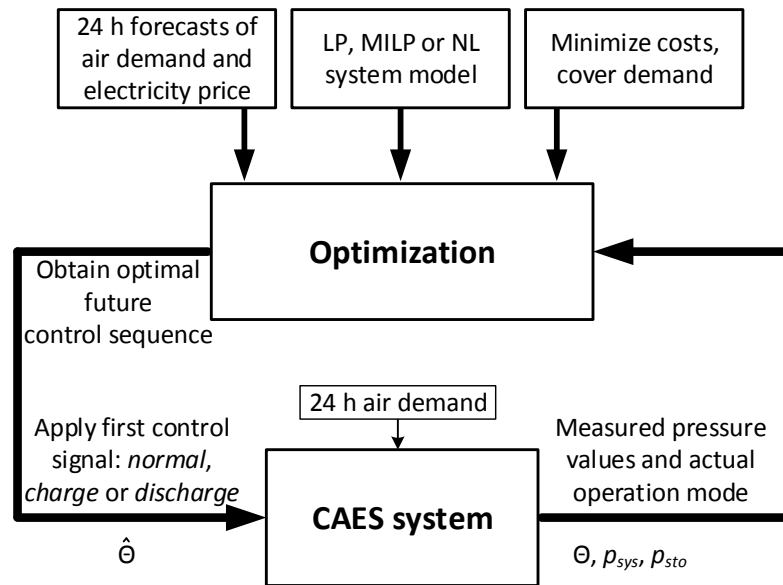 24 h forecasts of
air demand and
electricity price
LP, MILP or NL
system model
Minimize costs,
cover demand
Optimization
Obtain optimal
future
control sequence
24 h air demand
Apply first control
signal: normal,
charge or discharge
CAES system
Measured pressure
values and actual
operation mode
Θ̂
Θ, psys, psto